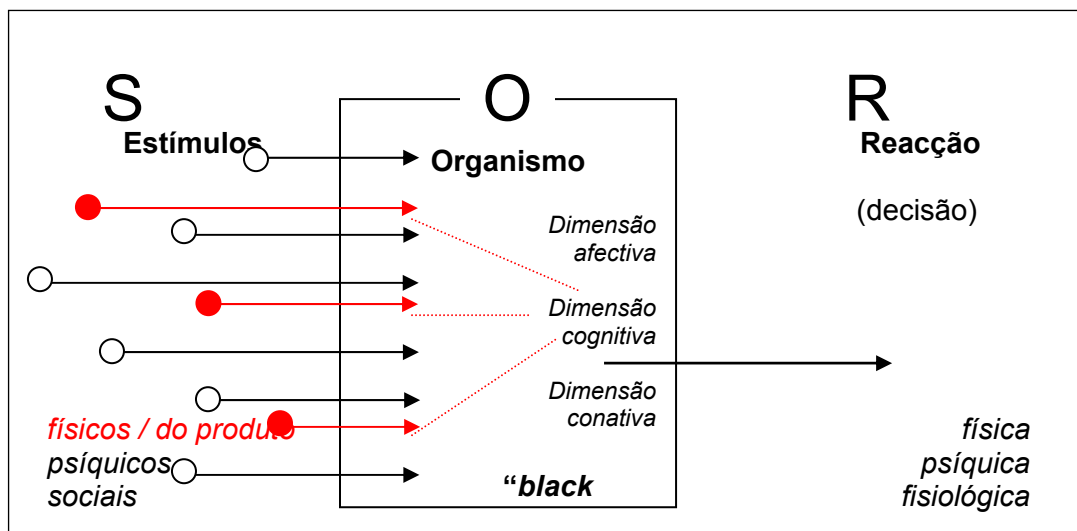 S
O
R
Estímulos
Organismo
Reacção
(decisão)
Dimensão
afectiva
Dimensão
cognitiva
Dimensão
conativa
físicos / do produto
psíquicos
sociais
“black
física
psíquica
fisiológica